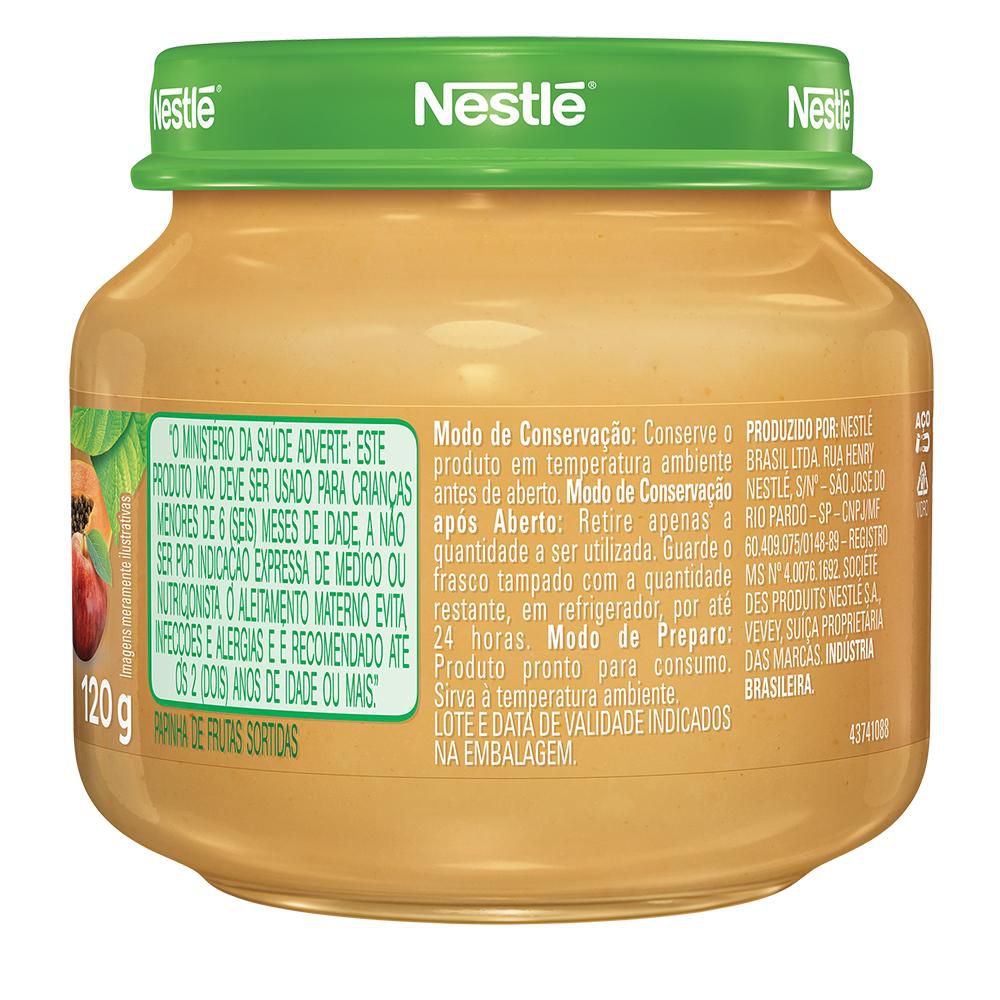 Nestlé® Nestlé® Nestlé
"O MINISTÉRIO DA SAÚDE ADVERTE: ESTE
PRODUTO NÃO DEVE SER USADO PARA CRIANÇAS
MENORES DE 6 (SEIS) MESES DE IDADE, A NÃO
SER POR INDICAÇÃO EXPRESSA DE MÉDICO OU
NUTRICIONISTA. O ALEITAMENTO MATERNO EVITA
INFECÇÕES E ALERGIAS E É RECOMENDADO ATÉ
OS 2 (DOIS) ANOS DE IDADE OU MAIS."
PAPINHA DE FRUTAS SORTIDAS
Imagens meramente ilustrativas
120 g
Modo de Conservação: Conserve o
produto em temperatura ambiente
antes de aberto. Modo de Conservação
após Aberto: Retire apenas a
quantidade a ser utilizada. Guarde o
frasco tampado com a quantidade
restante, em refrigerador, por até
24 horas. Modo de Preparo:
Produto pronto para consumo.
Sirva à temperatura ambiente.
LOTE E DATA DE VALIDADE INDICADOS
NA EMBALAGEM.
PRODUZIDO POR: NESTLÉ
BRASIL LTDA. RUA HENRY
NESTLÉ, S/Nº - SÃO JOSÉ DO
RIO PARDO - SP - CNPJ/MF
60.409.075/0148-89 - REGISTRO
MS Nº 4.0076.1692. SOCIÉTÉ
DES PRODUITS NESTLÉ S.A.,
VEVEY, SUÍÇA PROPRIETÁRIA
DAS MARCAS. INDÚSTRIA
BRASILEIRA.
43741088
AÇO
VIDRO